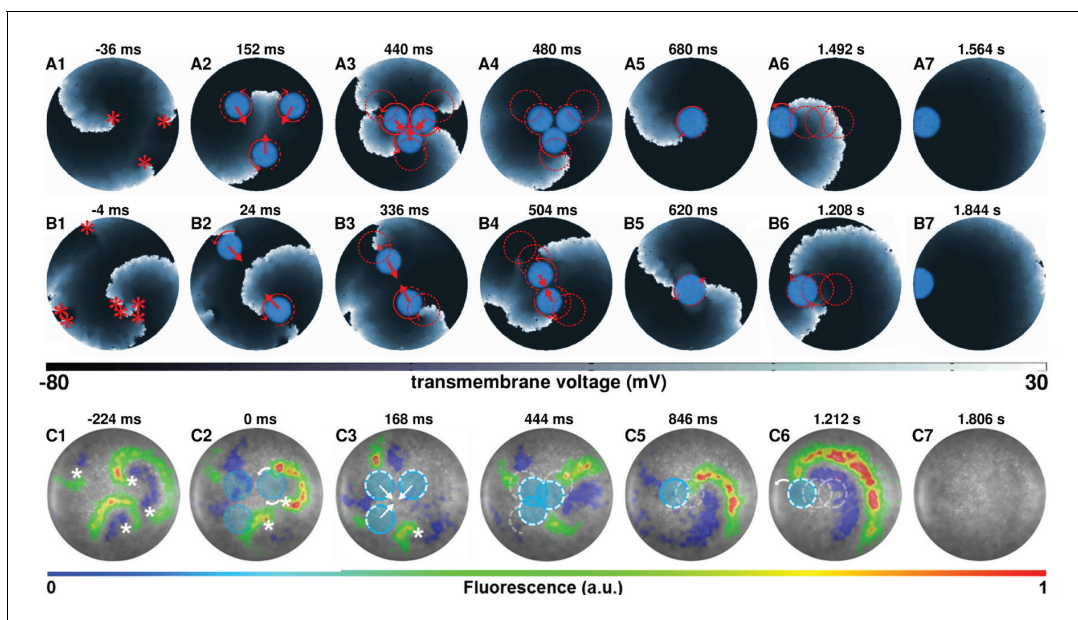 -36 ms 152 ms 440 ms 480 ms 680 ms 1.492 s 1.564 s
A1 A2 A3 A4 A5 A6 A7
-4 ms 24 ms 336 ms 504 ms 620 ms 1.208 s 1.844 s
B1 B2 B3 B4 B5 B6 B7
-80 transmembrane voltage (mV) 30
-224 ms 0 ms 168 ms 444 ms 846 ms 1.212 s 1.806 s
C1 C2 C3 C5 C6 C7
0 Fluorescence (a.u.) 1